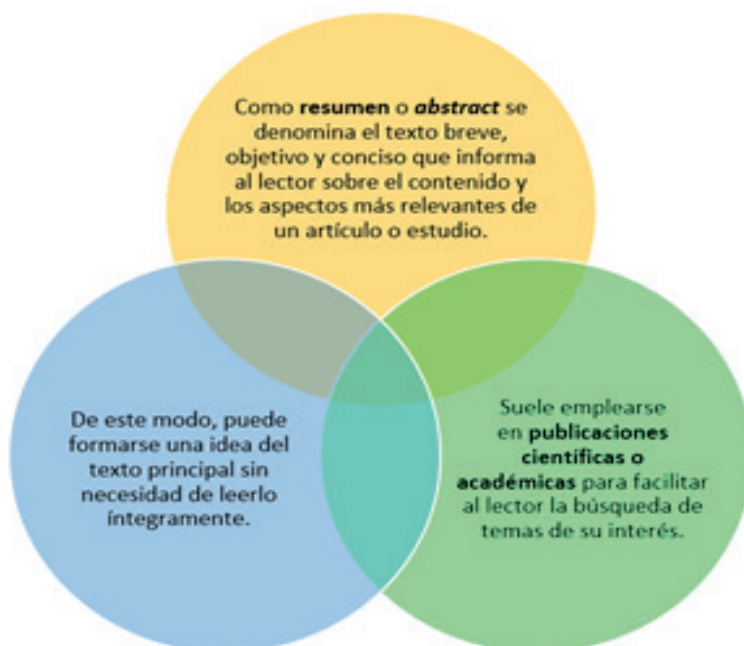 Como resumen o abstract se
denomina el texto breve,
objetivo y conciso que informa
al lector sobre el contenido y
los aspectos más relevantes de
un artículo o estudio.
De este modo, puede
formarse una idea del
texto principal sin
necesidad de leerlo
íntegramente.
Suele emplearse
en publicaciones
científicas o
académicas para facilitar
al lector la búsqueda de
temas de su interés.